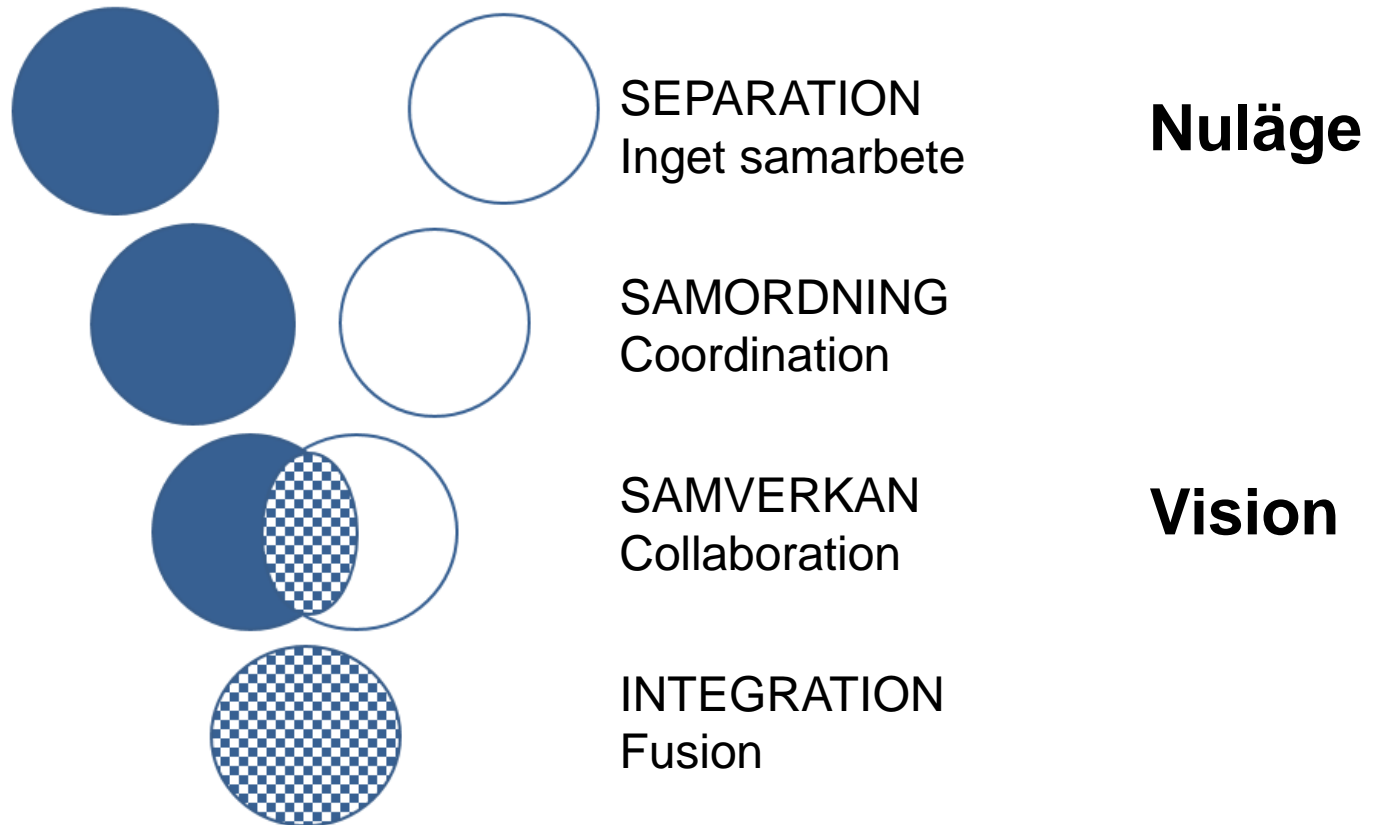 SEPARATION
Inget samarbete
Nuläge
SAMORDNING
Coordination
SAMVERKAN
Collaboration
Vision
INTEGRATION
Fusion